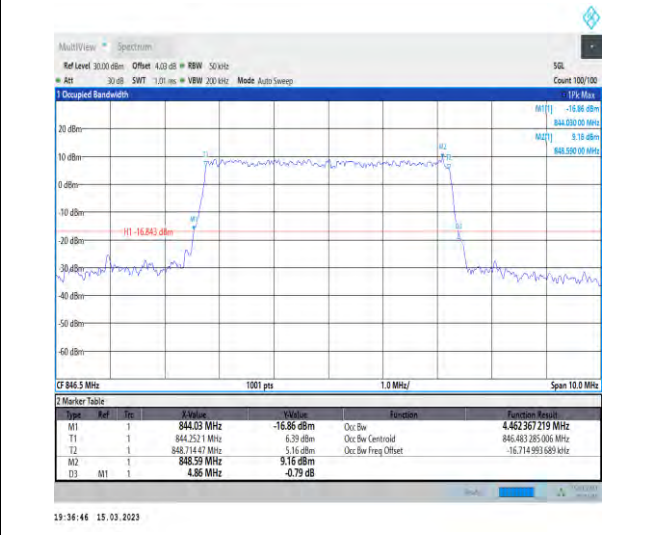 MultiView Spectrum
Ref Level 30.00 dBm Offset 4.03 dB RBW 50 kHz SGL
Att 30 dB SWT 1.01 ms VBW 200 kHz Mode Auto Sweep Count 100/100
1 Occupied Bandwidth 1Pk Max
M1[1] -16.86 dBm
844.030 00 MHz
M2[1] 9.16 dBm
848.590 00 MHz
20 dBm
10 dBm
0 dBm
-10 dBm
-20 dBm
-30 dBm
-40 dBm
-50 dBm
-60 dBm
T1
M2
T2
M1
H1 -16.843 dBm
D3
CF 846.5 MHz 1001 pts 1.0 MHz/ Span 10.0 MHz
2 Marker Table
Type Ref Trc X-Value Y-Value Function Function Result
M1 1 844.03 MHz -16.86 dBm Occ Bw 4.462 367 219 MHz
T1 1 844.252 1 MHz 6.39 dBm Occ Bw Centroid 846.483 285 006 MHz
T2 1 848.714 47 MHz 5.16 dBm Occ Bw Freq Offset -16.714 993 689 kHz
M2 1 848.59 MHz 9.16 dBm
D3 M1 1 4.86 MHz -0.79 dB
19:36:46 15.03.2023